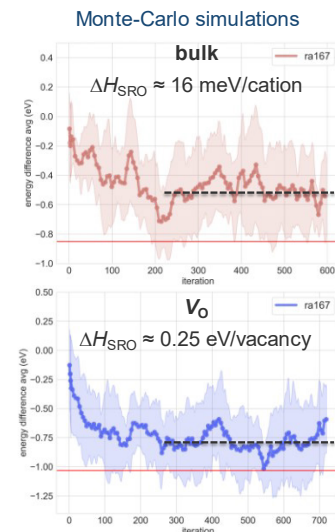 Monte-Carlo simulations
bulk
ra167
ΔH_SRO ≈ 16 meV/cation
energy difference avg (eV)
0.4
0.2
0.0
−0.2
−0.4
−0.6
−0.8
−1.0
0 100 200 300 400 500 600
iteration
V_O
ra167
ΔH_SRO ≈ 0.25 eV/vacancy
energy difference avg (eV)
0.50
0.25
0.00
−0.25
−0.50
−0.75
−1.00
−1.25
0 100 200 300 400 500 600 700
iteration